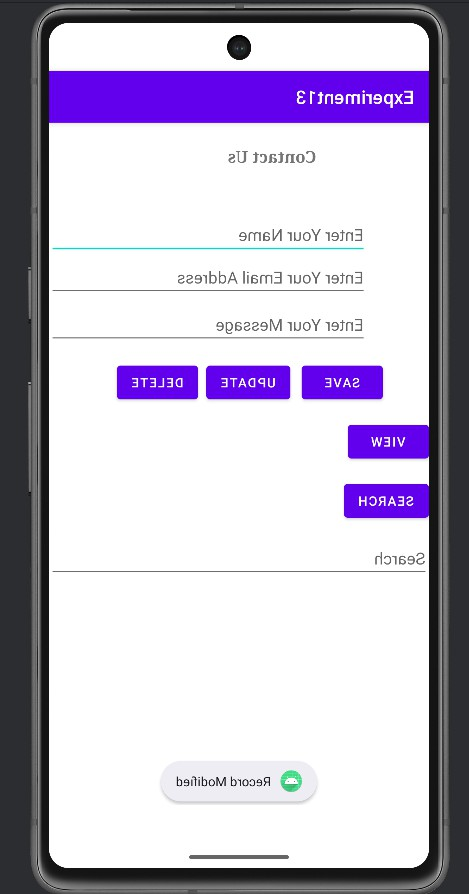 Experiment13
Contact Us
Enter Your Name
Enter Your Email Address
Enter Your Message
SAVE UPDATE DELETE
VIEW
SEARCH
Search
Record Modified